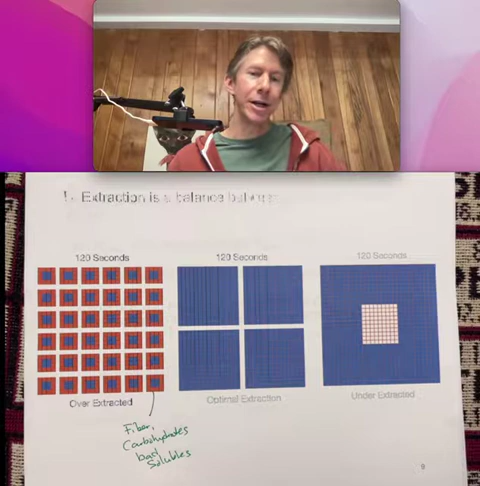 Extraction is a balance
120 Seconds
120 Seconds
120 Seconds
Over Extracted
Optimal Extraction
Under Extracted
Fiber,
Carbohydrates
bad
Solubles
9